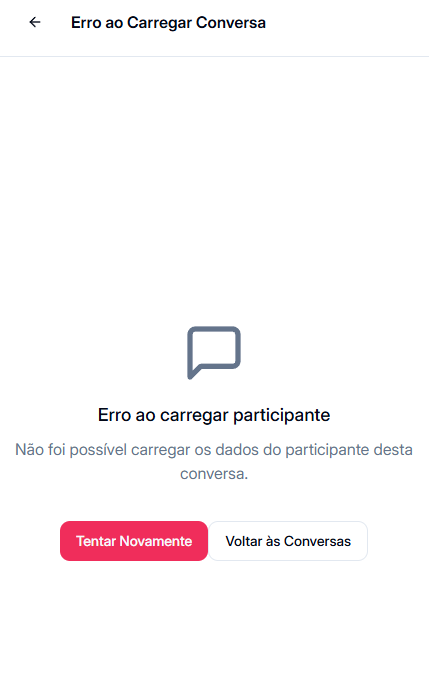 Erro ao Carregar Conversa
Erro ao carregar participante
Não foi possível carregar os dados do participante desta
conversa.
Tentar Novamente
Voltar às Conversas